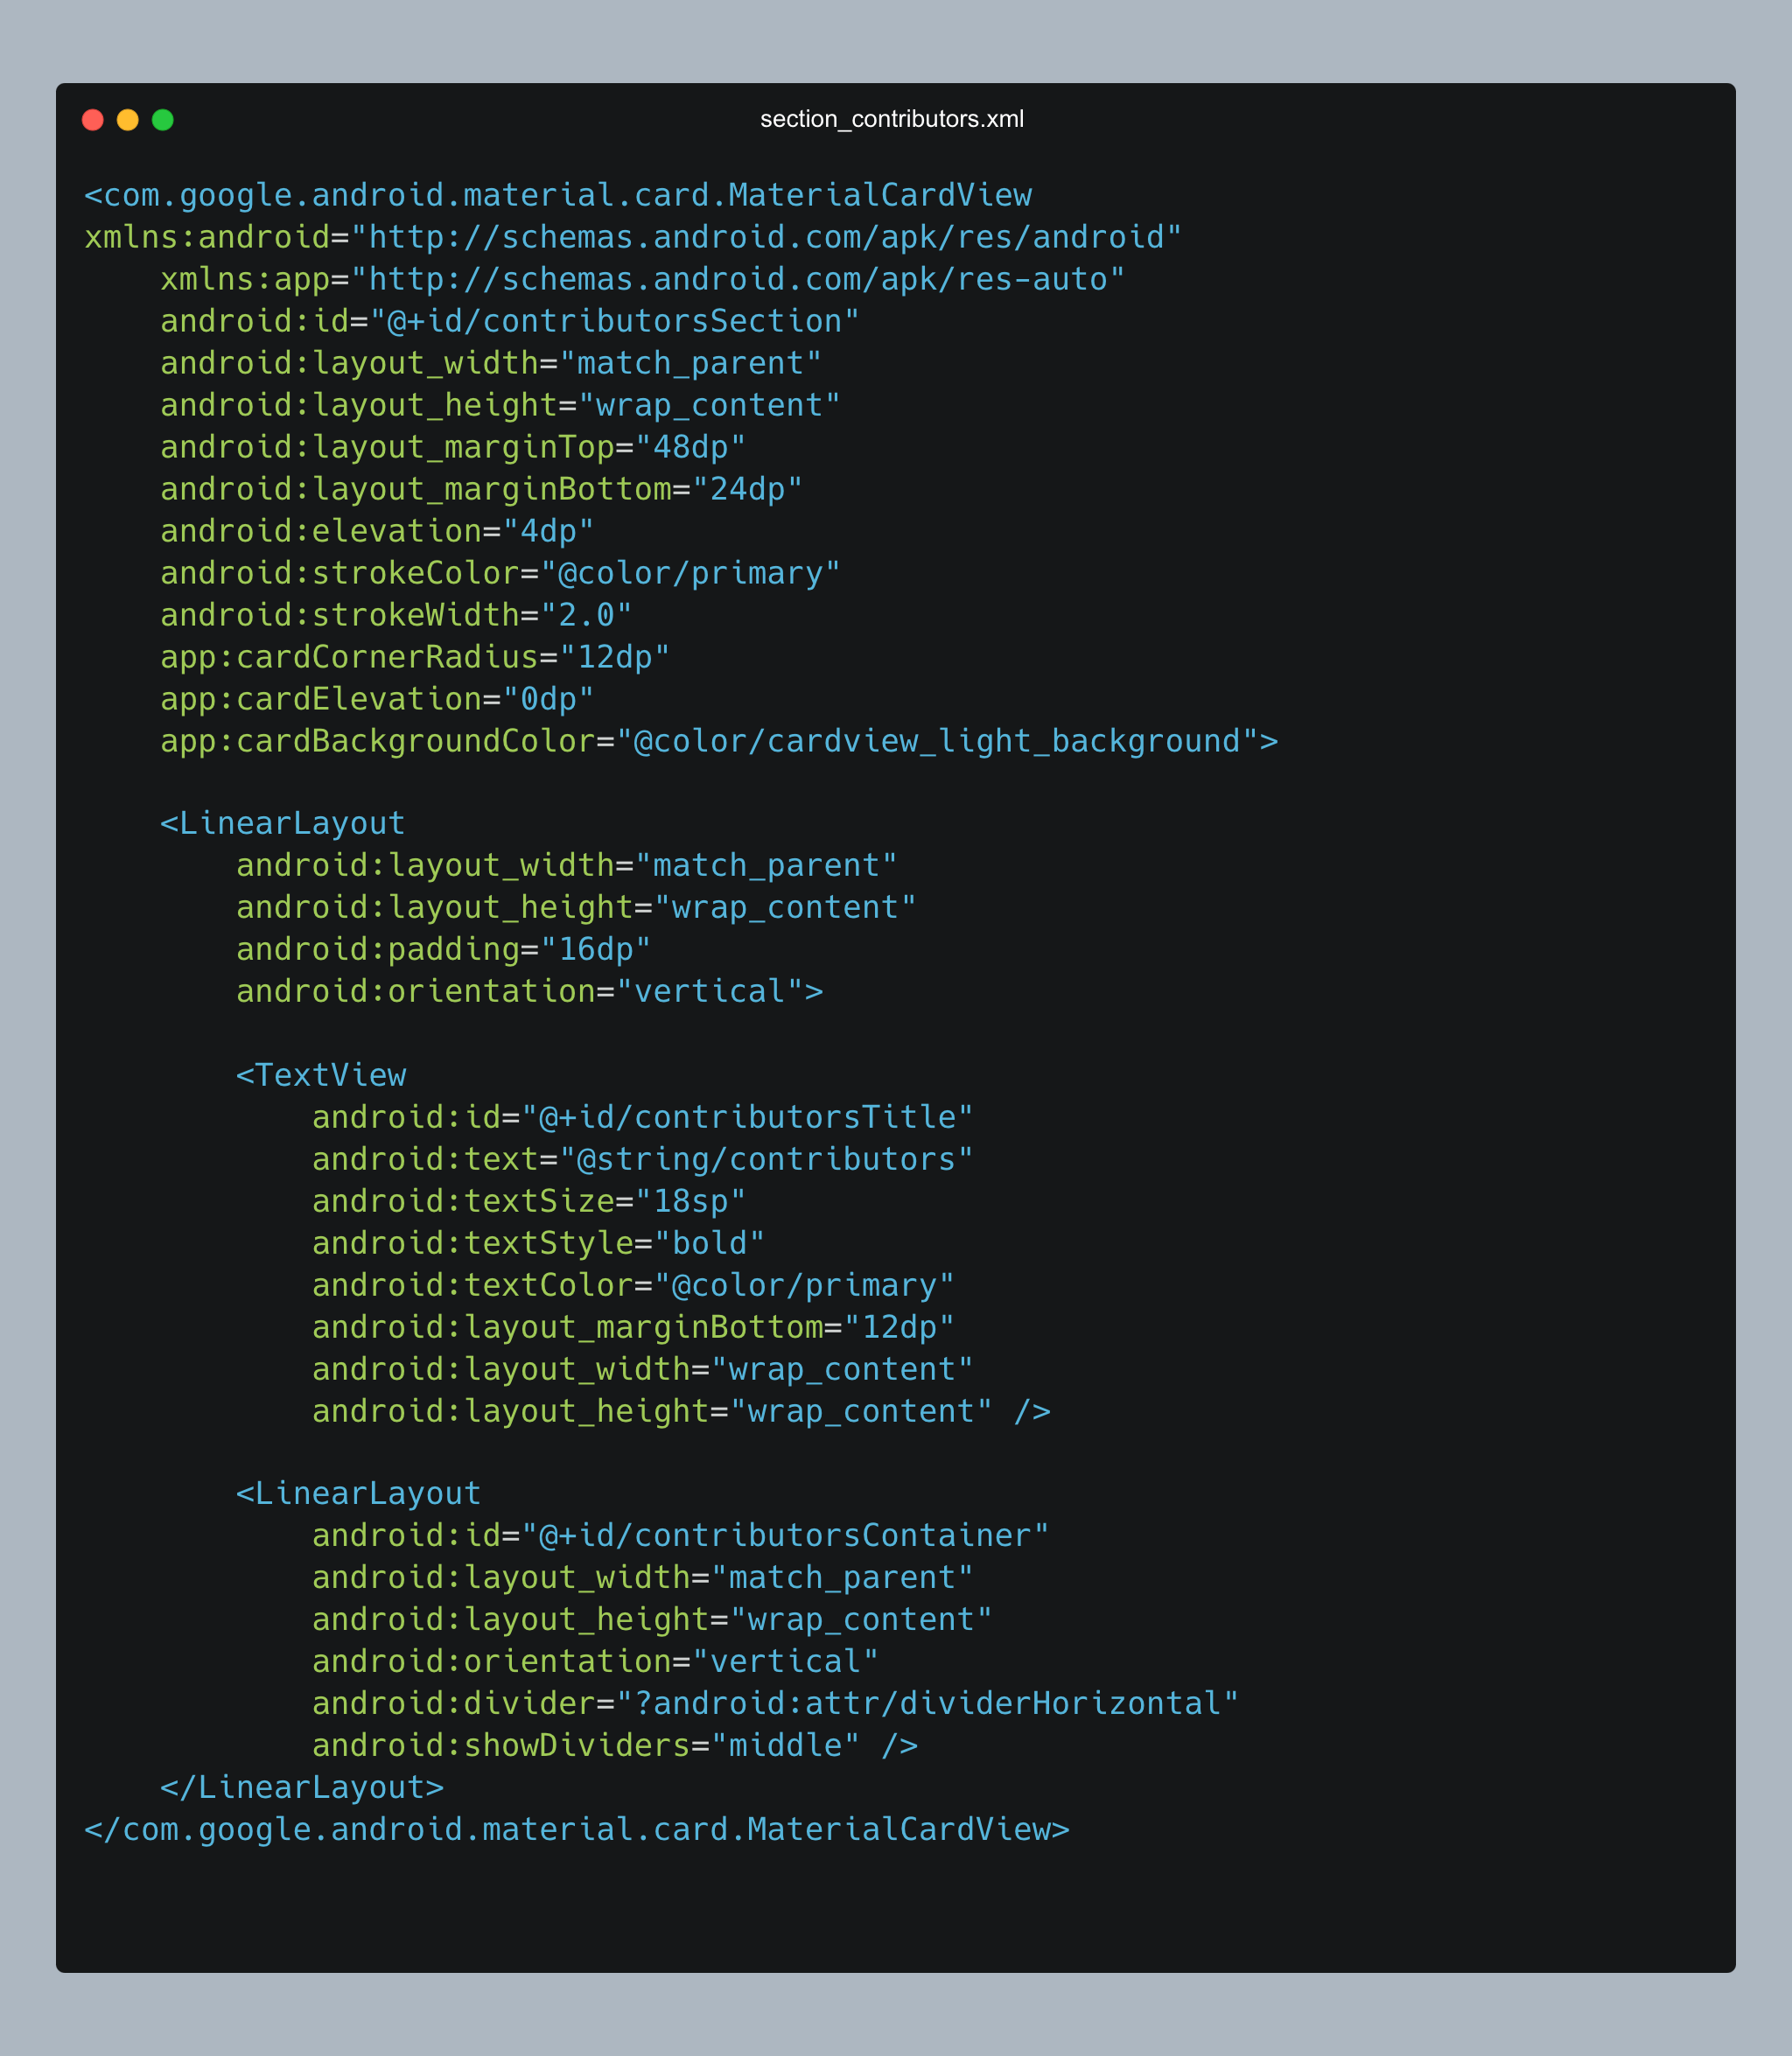 section_contributors.xml
<com.google.android.material.card.MaterialCardView
xmlns:android="http://schemas.android.com/apk/res/android"
    xmlns:app="http://schemas.android.com/apk/res-auto"
    android:id="@+id/contributorsSection"
    android:layout_width="match_parent"
    android:layout_height="wrap_content"
    android:layout_marginTop="48dp"
    android:layout_marginBottom="24dp"
    android:elevation="4dp"
    android:strokeColor="@color/primary"
    android:strokeWidth="2.0"
    app:cardCornerRadius="12dp"
    app:cardElevation="0dp"
    app:cardBackgroundColor="@color/cardview_light_background">

    <LinearLayout
        android:layout_width="match_parent"
        android:layout_height="wrap_content"
        android:padding="16dp"
        android:orientation="vertical">

        <TextView
            android:id="@+id/contributorsTitle"
            android:text="@string/contributors"
            android:textSize="18sp"
            android:textStyle="bold"
            android:textColor="@color/primary"
            android:layout_marginBottom="12dp"
            android:layout_width="wrap_content"
            android:layout_height="wrap_content" />

        <LinearLayout
            android:id="@+id/contributorsContainer"
            android:layout_width="match_parent"
            android:layout_height="wrap_content"
            android:orientation="vertical"
            android:divider="?android:attr/dividerHorizontal"
            android:showDividers="middle" />
    </LinearLayout>
</com.google.android.material.card.MaterialCardView>